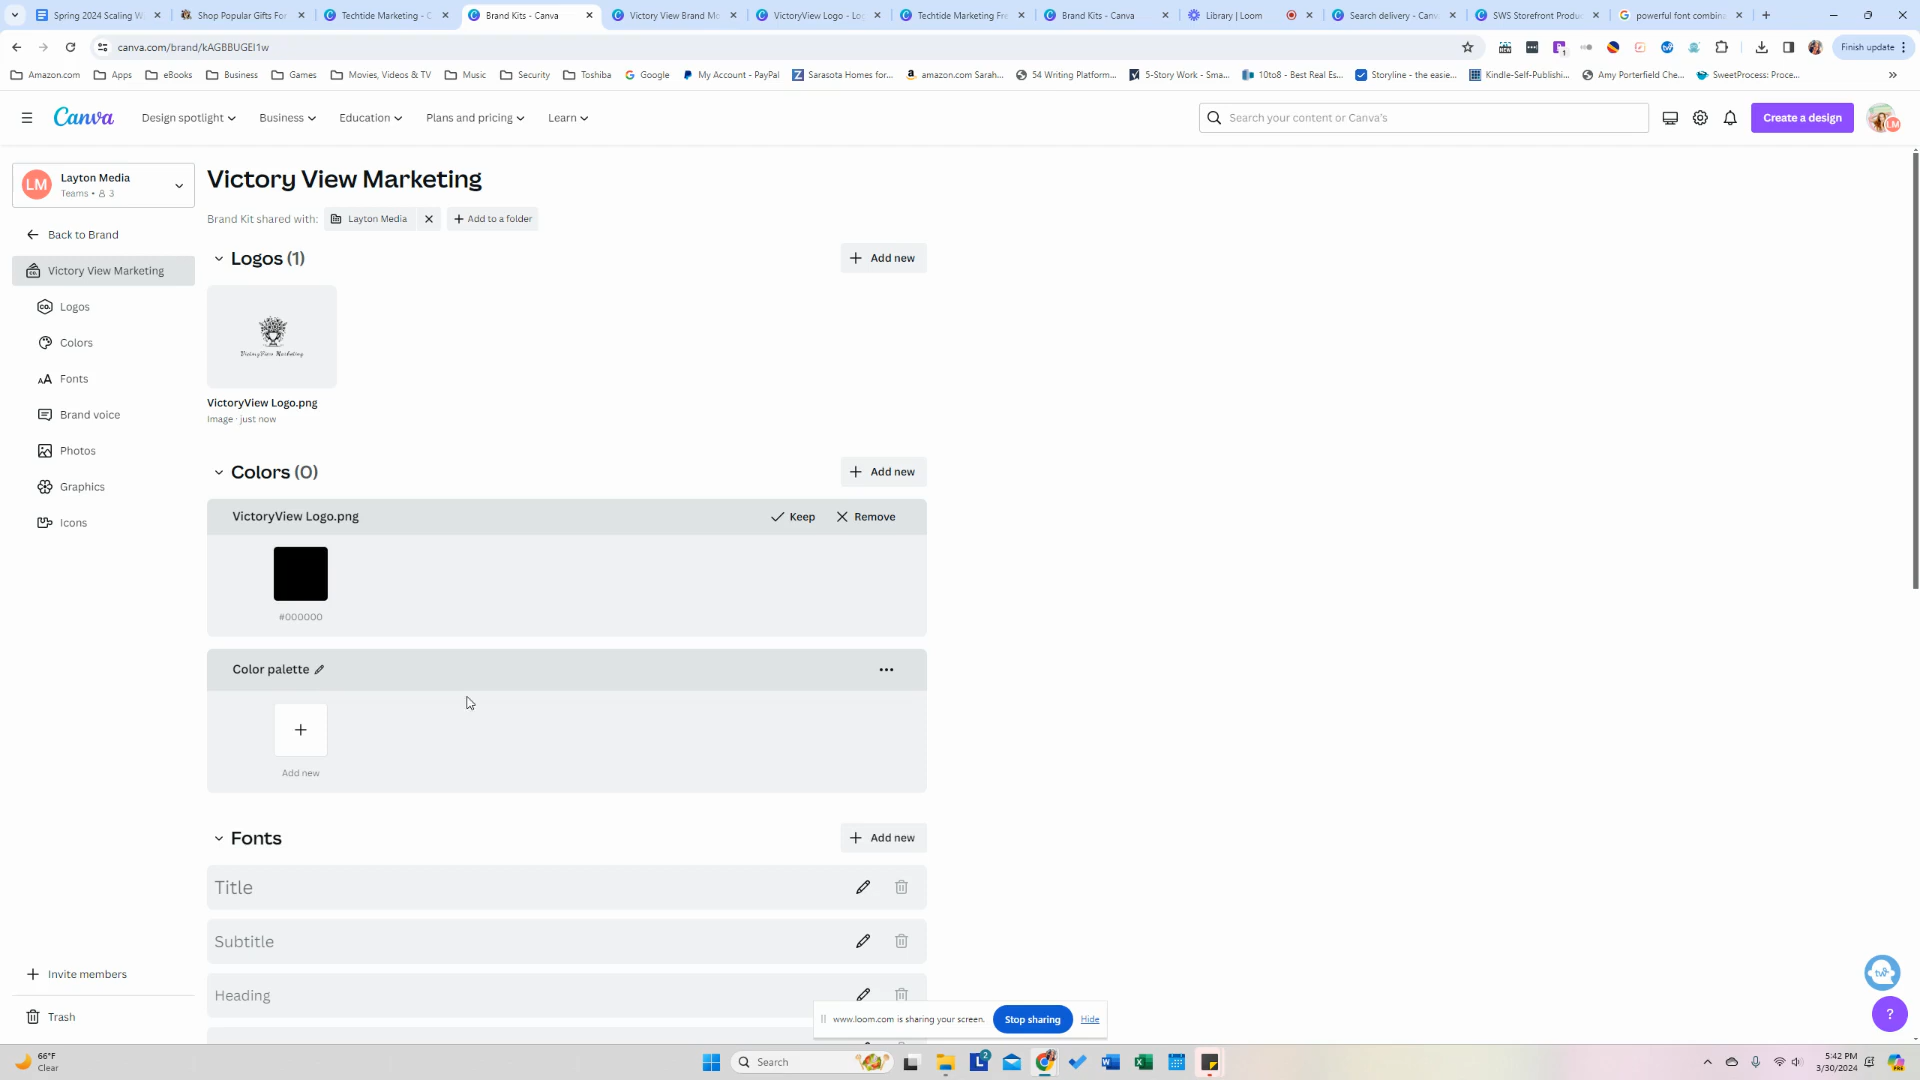 Spring 2024 Scaling W
Shop Popular Gifts For
Techtide Marketing - C
Brand Kits - Canva
Victory View Brand Mo
VictoryView Logo - Lo
Techtide Marketing Fre
Brand Kits - Canva
Library | Loom
Search delivery - Canv
SWS Storefront Produc
powerful font combina
canva.com/brand/kAGBBUGEI1w
Finish update
Amazon.com
Apps
eBooks
Business
Games
Movies, Videos & TV
Music
Security
Toshiba
Google
My Account - PayPal
Sarasota Homes for...
amazon.com Sarah...
54 Writing Platform...
5-Story Work - Sma...
10to8 - Best Real Es...
Storyline - the easie...
Kindle-Self-Publishi...
Amy Porterfield Che...
SweetProcess: Proce...
Canva
Design spotlight
Business
Education
Plans and pricing
Learn
Search your content or Canva's
Create a design
LM
LM
Layton Media
Teams • 3
Back to Brand
Victory View Marketing
Logos
Colors
Fonts
Brand voice
Photos
Graphics
Icons
Invite members
Trash
Victory View Marketing
Brand Kit shared with:
Layton Media
Add to a folder
Logos (1)
Add new
VictoryView Marketing
VictoryView Logo.png
Image · just now
Colors (0)
Add new
VictoryView Logo.png
Keep
Remove
#000000
Color palette
Add new
Fonts
Add new
Title
Subtitle
Heading
www.loom.com is sharing your screen.
Stop sharing
Hide
?
66°F
Clear
Search
5:42 PM
3/30/2024